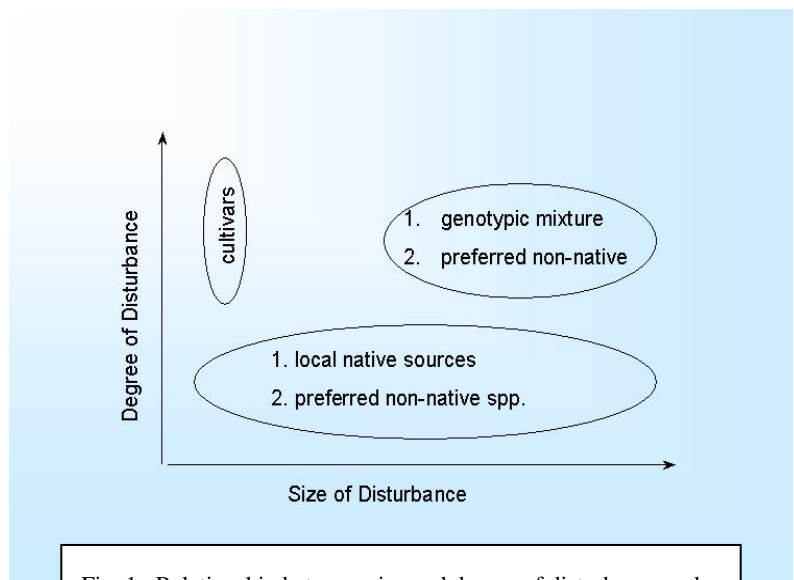 Degree of Disturbance
cultivars
1. genotypic mixture
2. preferred non-native
1. local native sources
2. preferred non-native spp.
Size of Disturbance